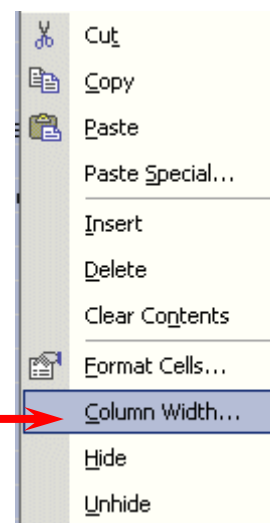 Cut
Copy
Paste
Paste Special...
Insert
Delete
Clear Contents
Format Cells...
Column Width...
Hide
Unhide